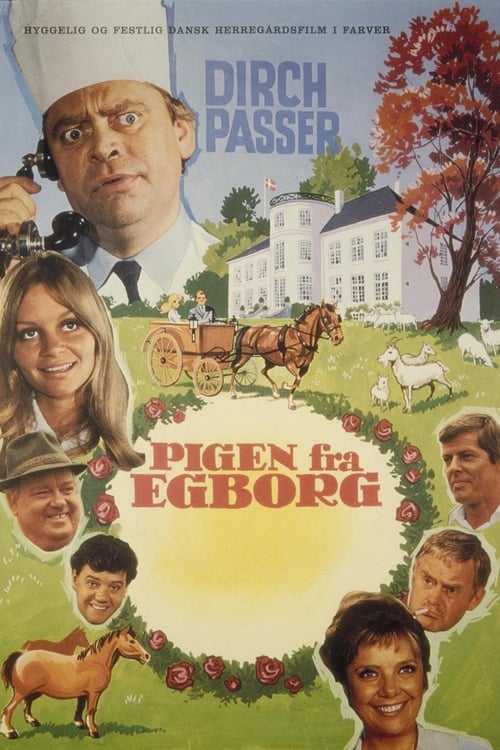 HYGGELIG OG FESTLIG DANSK HERREGÅRDSFILM I FARVER
DIRCH
PASSER
PIGEN fra
EGBORG